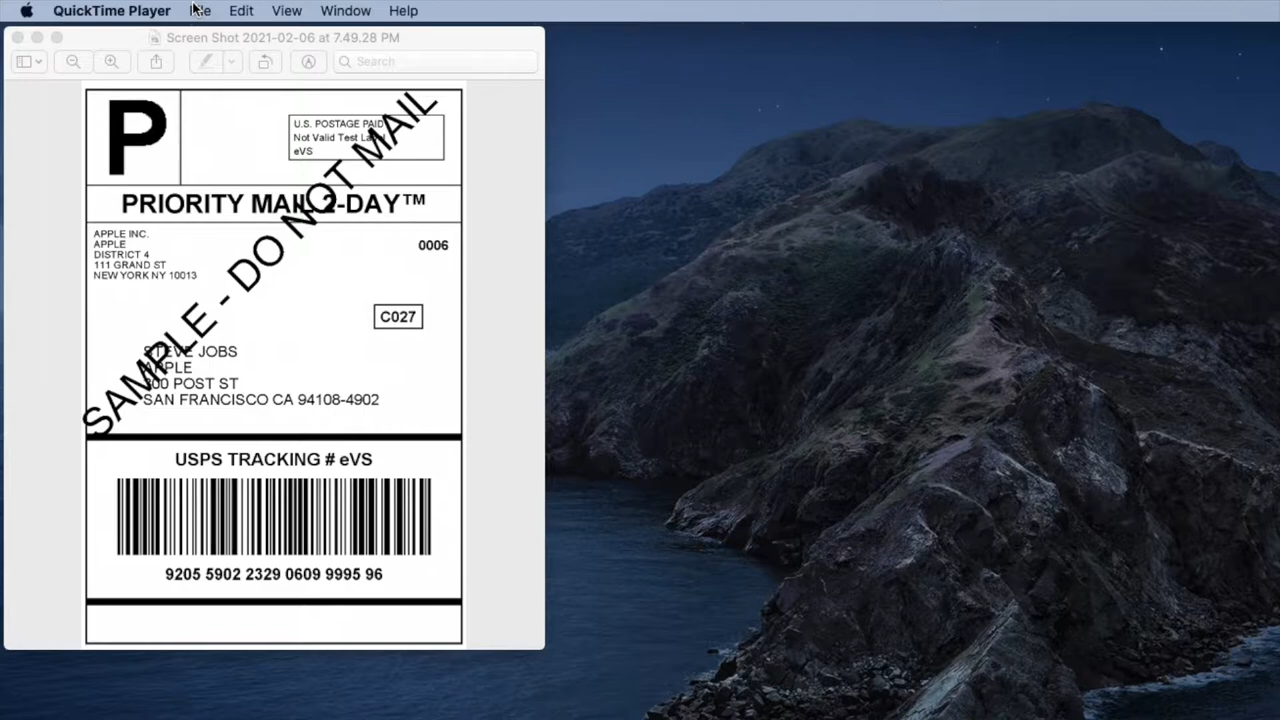 QuickTime Player File Edit View Window Help
Screen Shot 2021-02-06 at 7.49.28 PM
Search
P
U.S. POSTAGE PAID
Not Valid Test Label
eVS
PRIORITY MAIL 2-DAY™
APPLE INC.
APPLE
DISTRICT 4
111 GRAND ST
NEW YORK NY 10013
0006
C027
SAMPLE - DO NOT MAIL
STEVE JOBS
APPLE
300 POST ST
SAN FRANCISCO CA 94108-4902
USPS TRACKING # eVS
9205 5902 2329 0609 9995 96